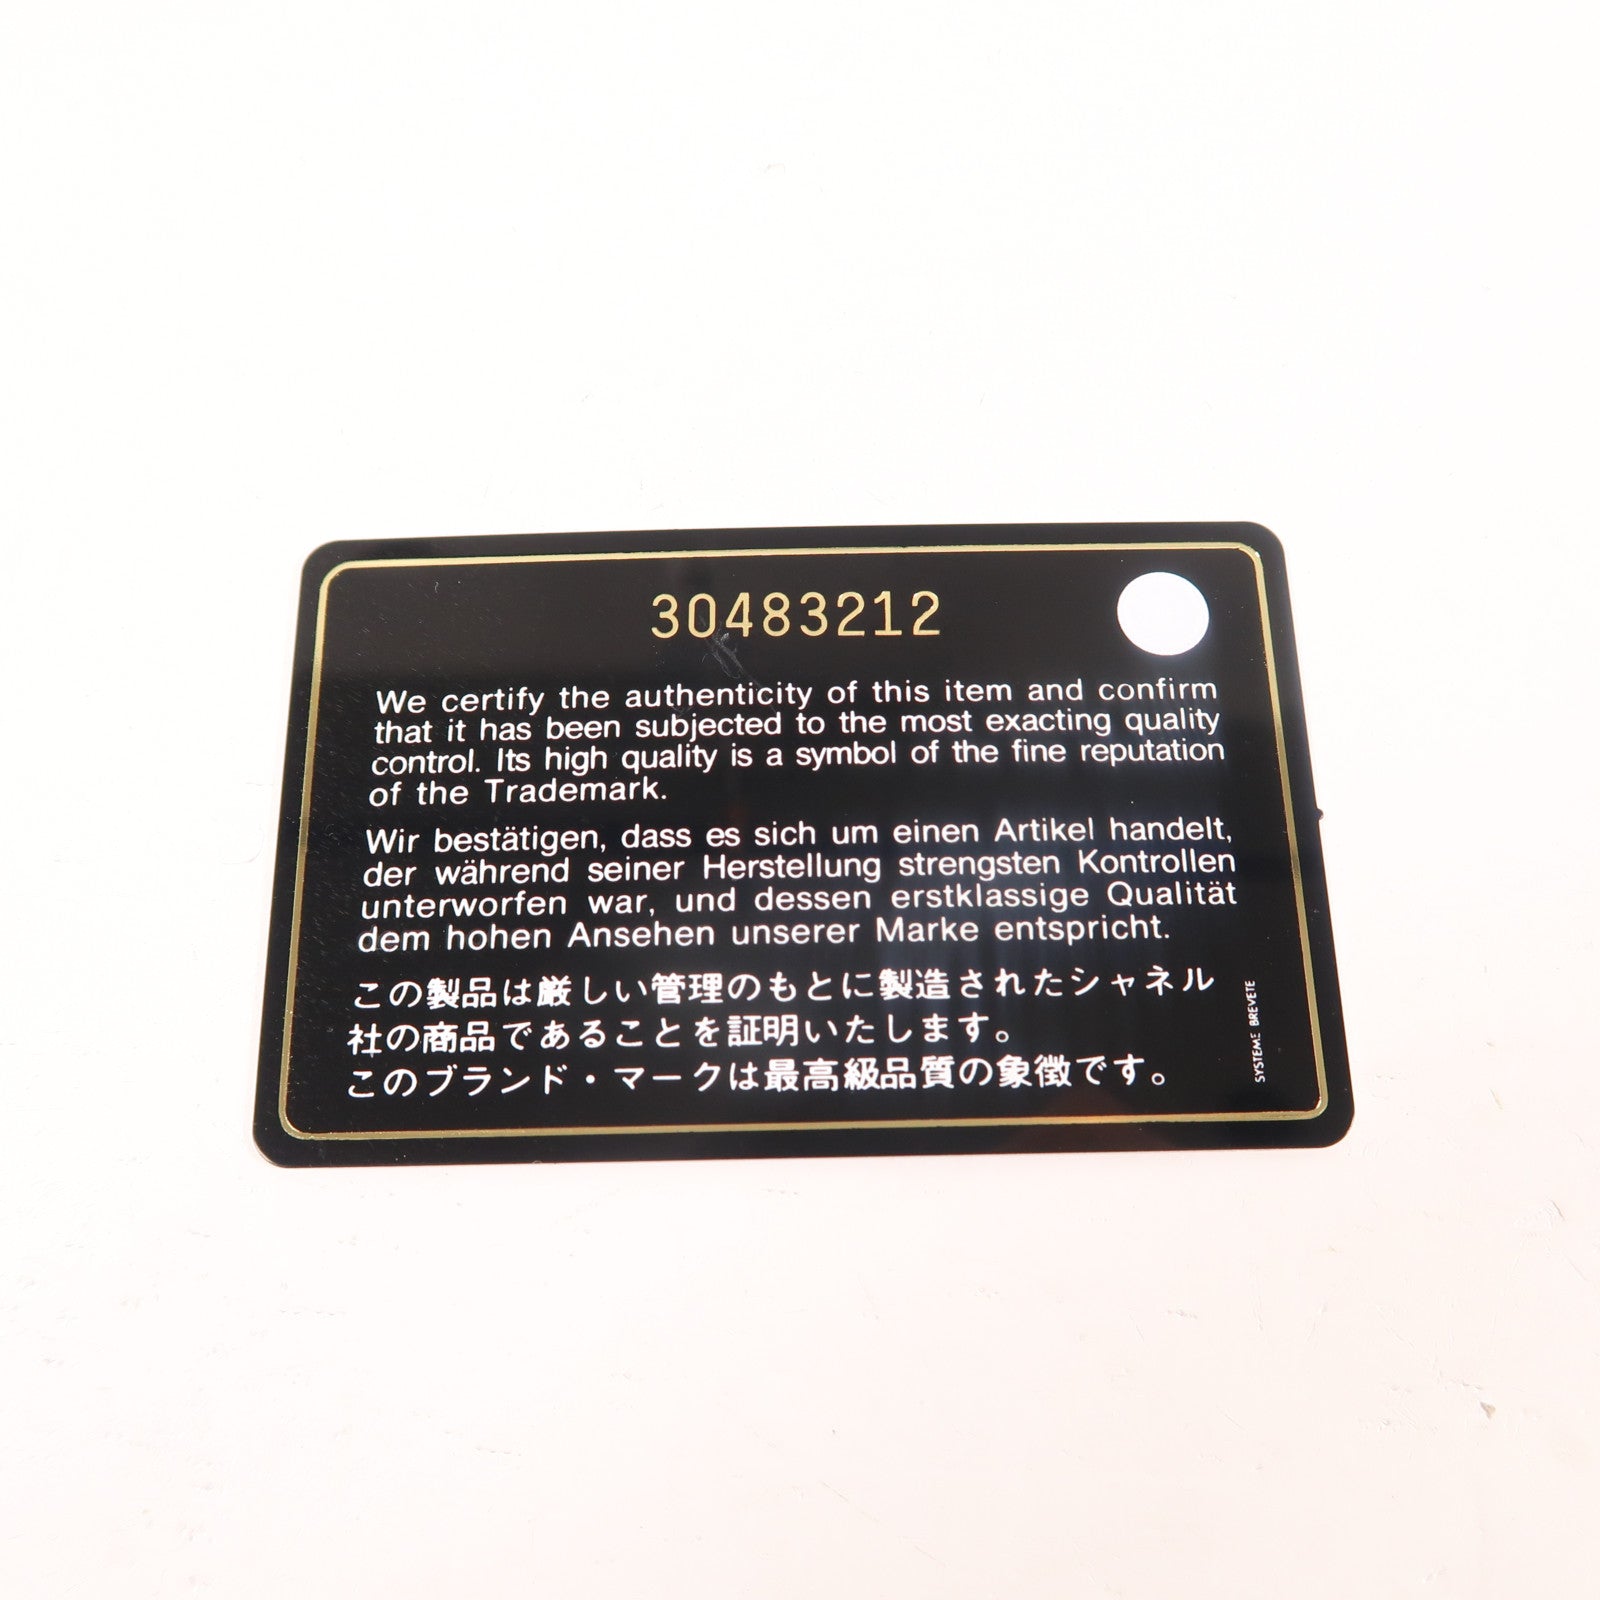 30483212
We certify the authenticity of this item and confirm
that it has been subjected to the most exacting quality
control. Its high quality is a symbol of the fine reputation
of the Trademark.
Wir bestätigen, dass es sich um einen Artikel handelt,
der während seiner Herstellung strengsten Kontrollen
unterworfen war, und dessen erstklassige Qualität
dem hohen Ansehen unserer Marke entspricht.
この製品は厳しい管理のもとに製造されたシャネル
社の商品であることを証明いたします。
このブランド・マークは最高級品質の象徴です。
SYSTEME BREVETE